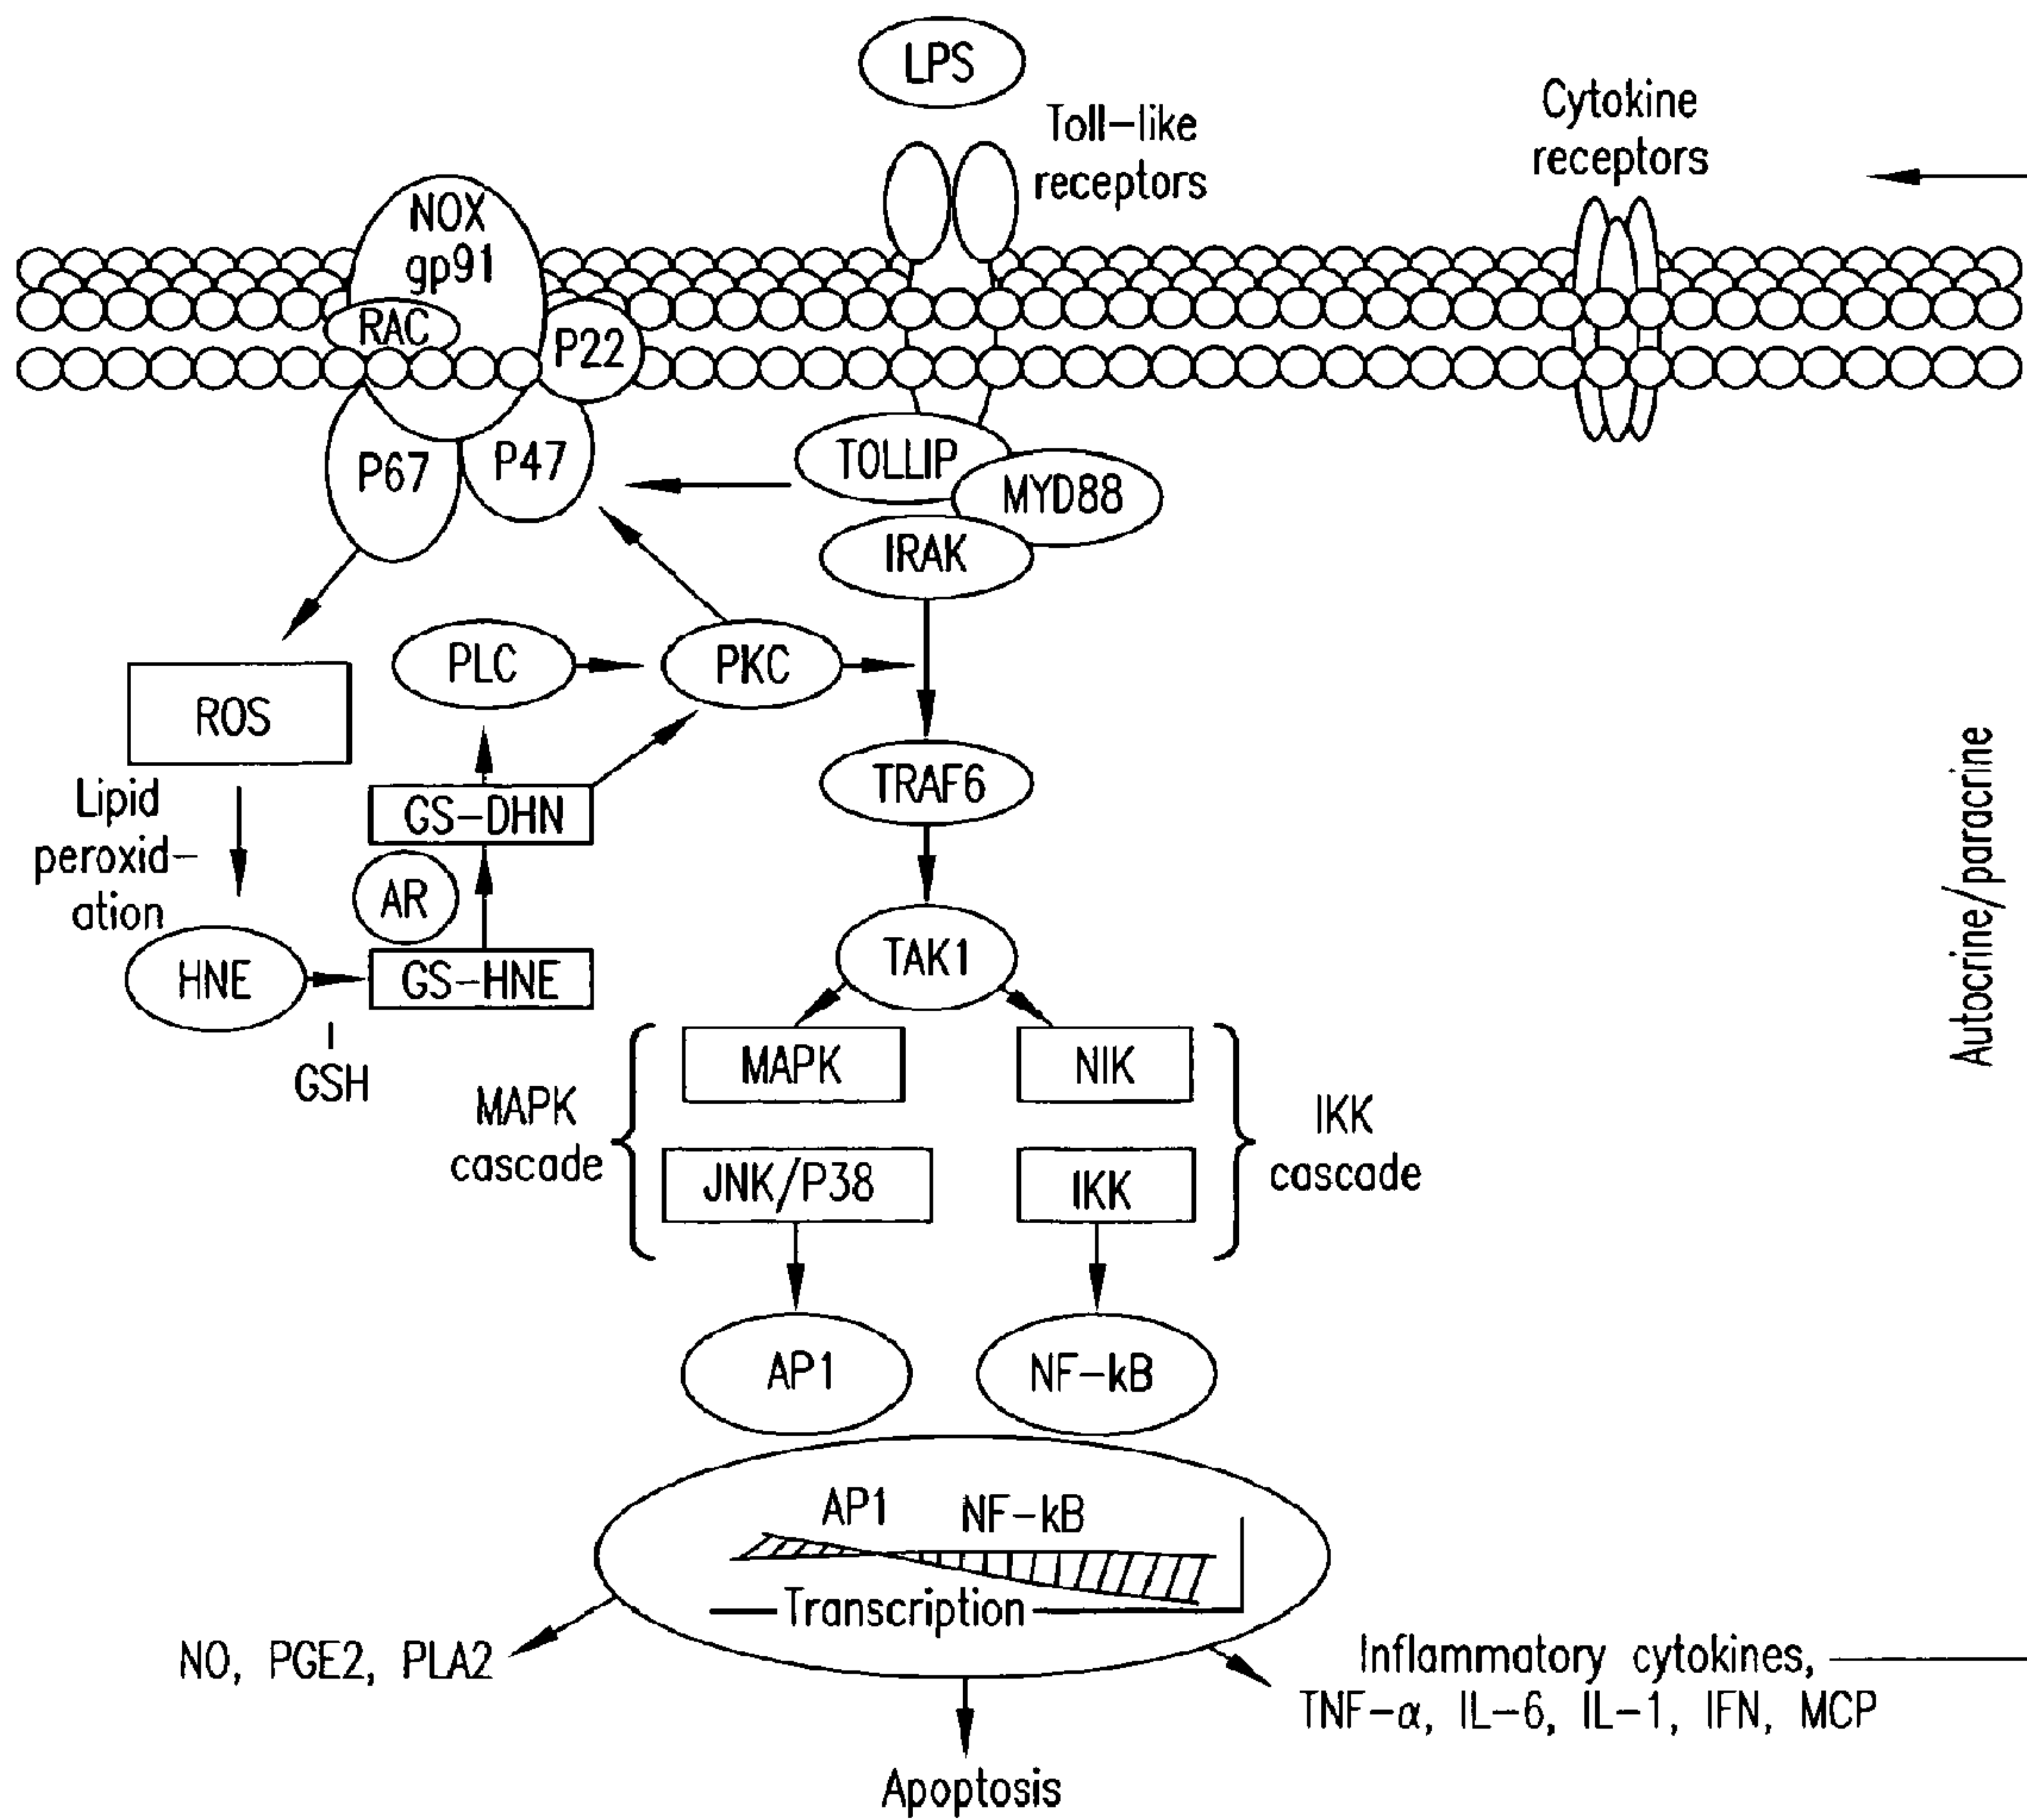 LPS
Toll-like
receptors
Cytokine
receptors
NOX
gp91
RAC
P22
P67
P47
TOLLIP
MYD88
IRAK
PLC
PKC
ROS
Lipid
peroxid-
ation
GS-DHN
AR
HNE
GS-HNE
GSH
TRAF6
TAK1
MAPK
NIK
MAPK
cascade
JNK/P38
IKK
IKK
cascade
Autocrine/paracrine
AP1
NF-kB
AP1
NF-kB
Transcription
NO, PGE2, PLA2
Inflammatory cytokines,
TNF-α, IL-6, IL-1, IFN, MCP
Apoptosis